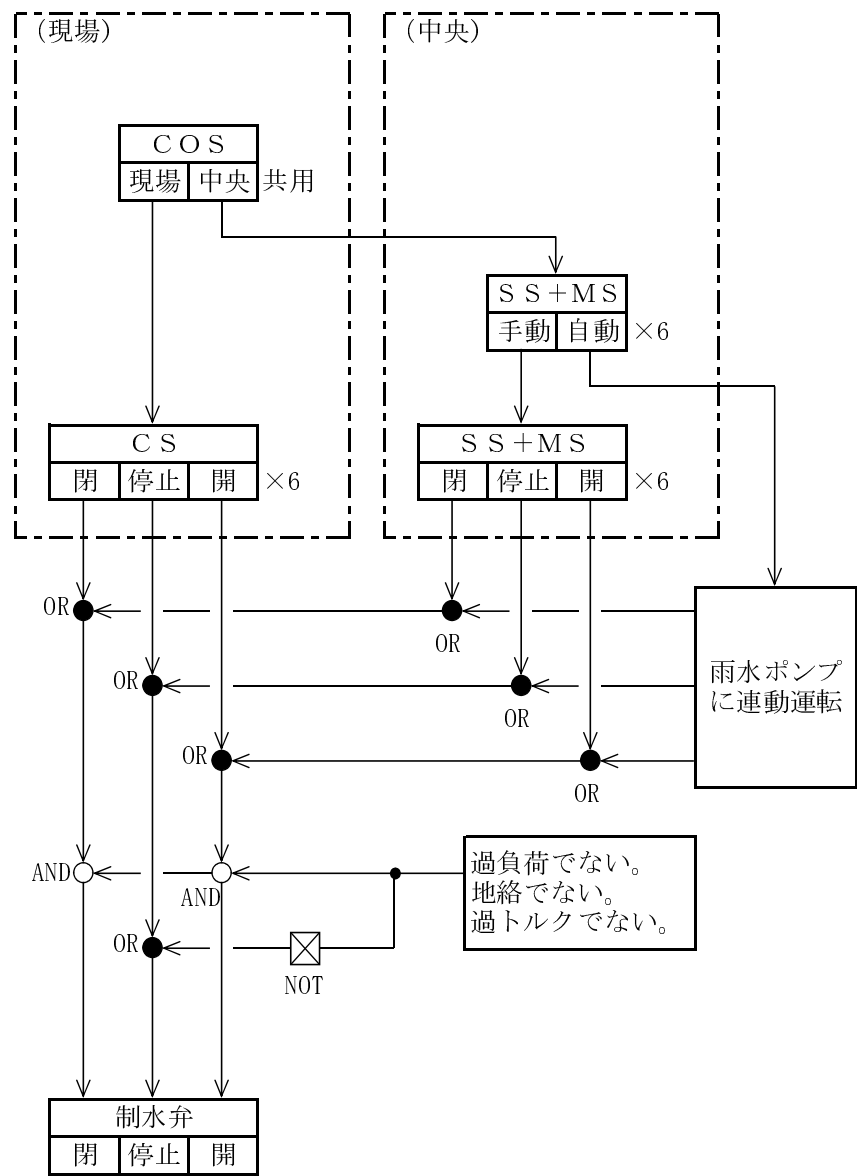 （現場）
（中央）
ＣＯＳ
現場 中央 共用
ＳＳ＋ＭＳ
手動 自動 ×6
ＣＳ
閉 停止 開 ×6
ＳＳ＋ＭＳ
閉 停止 開 ×6
OR
OR
OR
OR
OR
OR
雨水ポンプ
に連動運転
AND
AND
過負荷でない。
地絡でない。
過トルクでない。
OR
NOT
制水弁
閉 停止 開